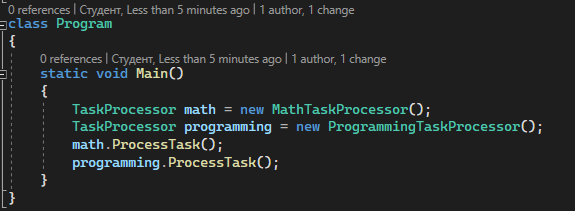 0 references | Студент, Less than 5 minutes ago | 1 author, 1 change
class Program
{
0 references | Студент, Less than 5 minutes ago | 1 author, 1 change
static void Main()
{
TaskProcessor math = new MathTaskProcessor();
TaskProcessor programming = new ProgrammingTaskProcessor();
math.ProcessTask();
programming.ProcessTask();
}
}